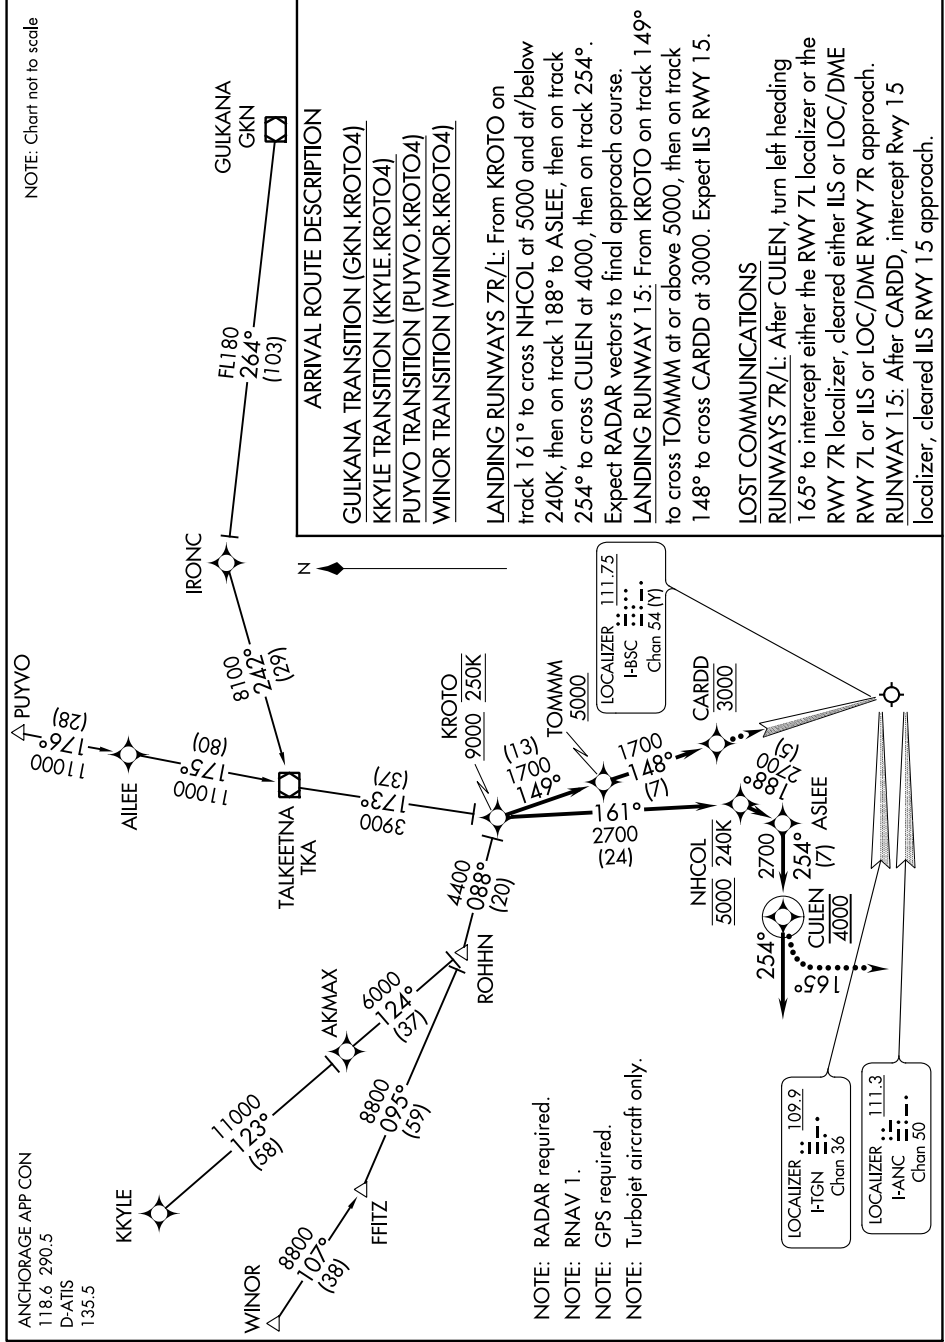 ANCHORAGE APP CON
118.6 290.5
D-ATIS
135.5
NOTE: Chart not to scale
PUYVO
11000
176°
(28)
AILEE
11000
175°
(80)
TALKEETNA
TKA
3900
173°
(37)
IRONC
8100
242°
(29)
FL180
264°
(103)
GULKANA
GKN
N
KKYLE
11000
123°
(58)
AKMAX
6000
124°
(37)
WINOR
8800
107°
(38)
FFITZ
8800
095°
(59)
ROHHN
4400
088°
(20)
KROTO
9000 250K
(13)
1700
149°
TOMMM
5000
1700
148°
(7)
CARDD
3000
161°
2700
(24)
NHCOL
5000 240K
188°
2700
(5)
ASLEE
2700
254°
(7)
CULEN
4000
254°
165°
LOCALIZER 111.75
I-BSC
Chan 54 (Y)
LOCALIZER 109.9
I-TGN
Chan 36
LOCALIZER 111.3
I-ANC
Chan 50
NOTE: RADAR required.
NOTE: RNAV 1.
NOTE: GPS required.
NOTE: Turbojet aircraft only.
ARRIVAL ROUTE DESCRIPTION
GULKANA TRANSITION (GKN.KROTO4)
KKYLE TRANSITION (KKYLE.KROTO4)
PUYVO TRANSITION (PUYVO.KROTO4)
WINOR TRANSITION (WINOR.KROTO4)
LANDING RUNWAYS 7R/L: From KROTO on
track 161° to cross NHCOL at 5000 and at/below
240K, then on track 188° to ASLEE, then on track
254° to cross CULEN at 4000, then on track 254°.
Expect RADAR vectors to final approach course.
LANDING RUNWAY 15: From KROTO on track 149°
to cross TOMMM at or above 5000, then on track
148° to cross CARDD at 3000. Expect ILS RWY 15.
LOST COMMUNICATIONS
RUNWAYS 7R/L: After CULEN, turn left heading
165° to intercept either the RWY 7L localizer or the
RWY 7R localizer, cleared either ILS or LOC/DME
RWY 7L or ILS or LOC/DME RWY 7R approach.
RUNWAY 15: After CARDD, intercept Rwy 15
localizer, cleared ILS RWY 15 approach.